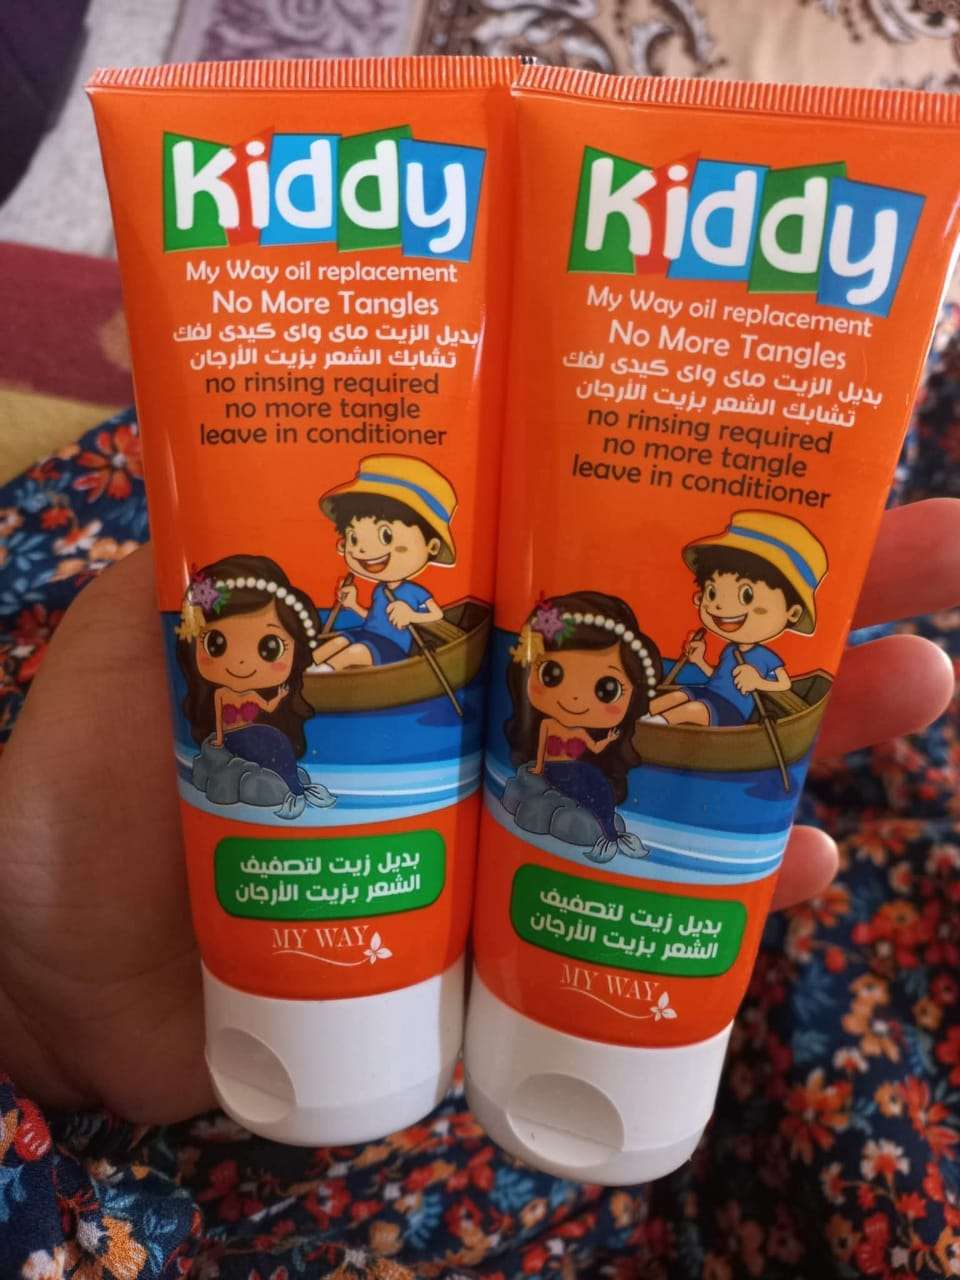 Kiddy
My Way oil replacement
No More Tangles
بديل الزيت ماى واى كيدى لفك
تشابك الشعر بزيت الأرجان
no rinsing required
no more tangle
leave in conditioner
بديل زيت لتصفيف
الشعر بزيت الأرجان
MY WAY
Kiddy
My Way oil replacement
No More Tangles
بديل الزيت ماى واى كيدى لفك
تشابك الشعر بزيت الأرجان
no rinsing required
no more tangle
leave in conditioner
بديل زيت لتصفيف
الشعر بزيت الأرجان
MY WAY